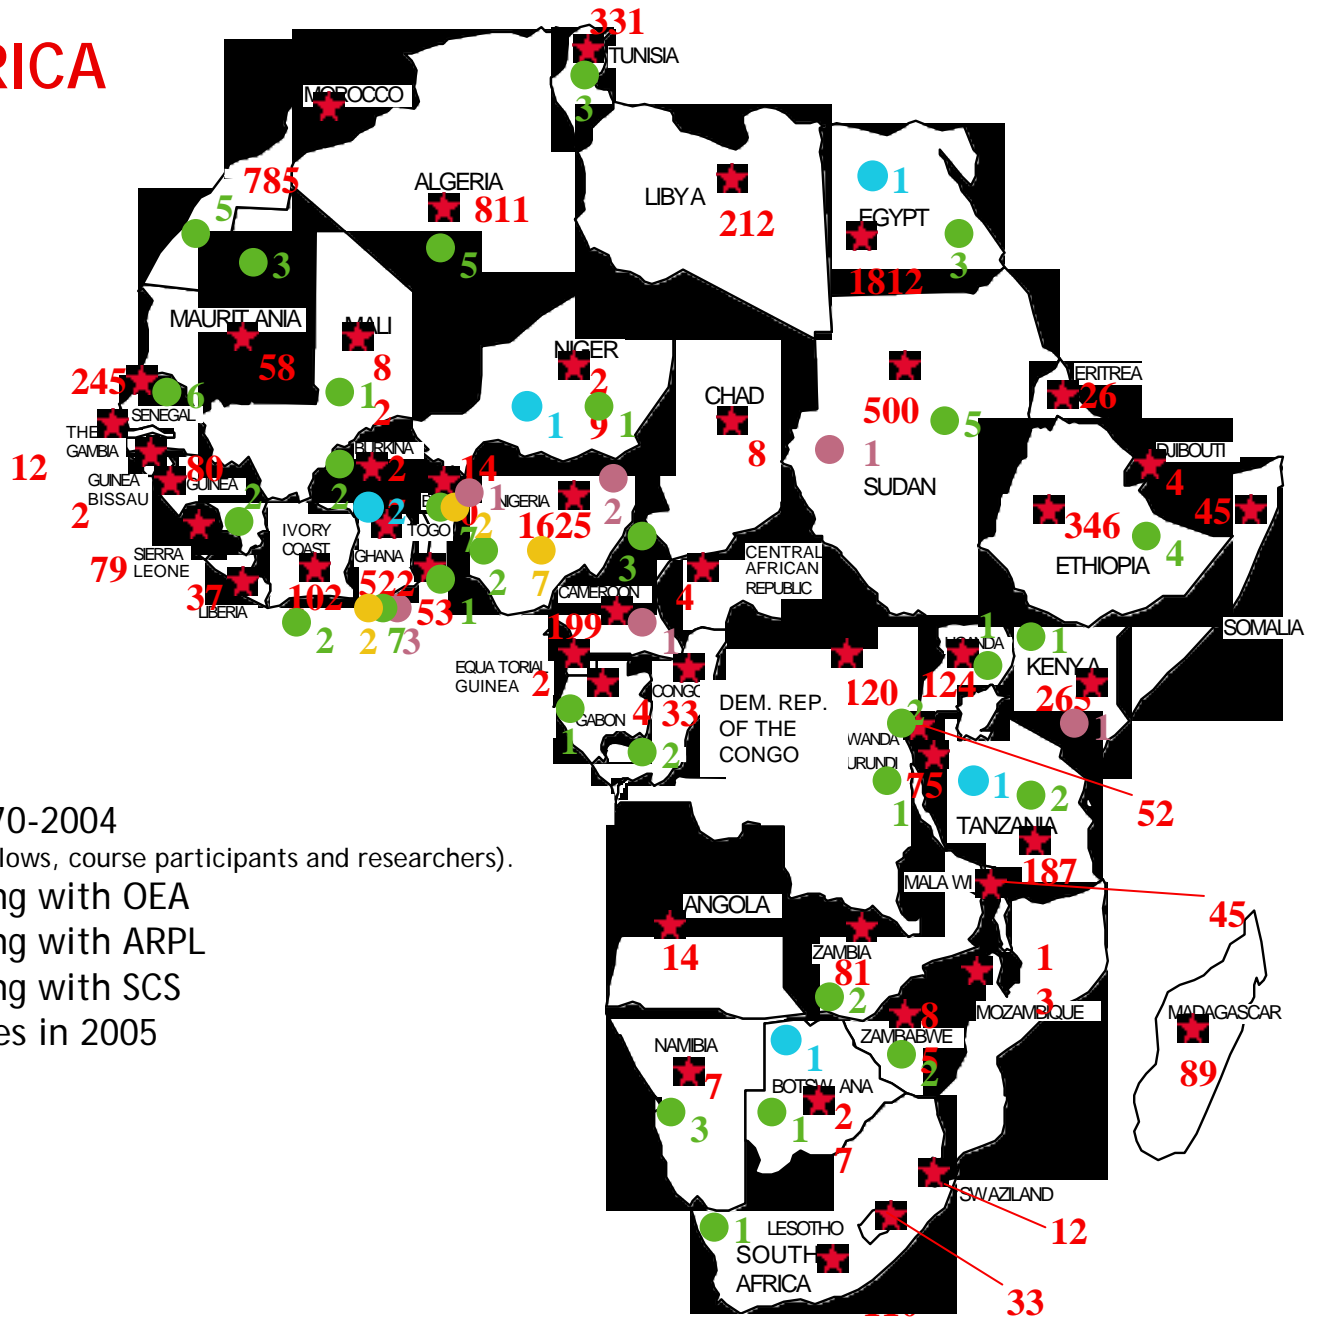 RICA
331
TUNISIA
3
MOROCCO
785
5
3
ALGERIA
811
5
LIBYA
212
1
EGYPT
3
1812
MAURITANIA
58
MALI
8
2
1
NIGER
2
9
1
1
CHAD
8
500
5
1
SUDAN
ERITREA
26
DJIBOUTI
4
45
346
4
ETHIOPIA
SOMALIA
245
6
SENEGAL
THE
GAMBIA
12
80
GUINEA
BISSAU
2
GUINEA
2
SIERRA
LEONE
79
37
LIBERIA
IVORY
COAST
102
2
BURKINA
2
2
2
GHANA
522
2
7
3
TOGO
53
1
14
1
2
7
NIGERIA
1625
2
2
7
3
CAMEROON
199
1
CENTRAL
AFRICAN
REPUBLIC
4
EQUATORIAL
GUINEA
2
GABON
4
1
CONGO
33
2
DEM. REP.
OF THE
CONGO
120
UGANDA
1
124
1
KENYA
265
1
2
WANDA
URUNDI
75
1
52
1
2
TANZANIA
187
MALAWI
45
ANGOLA
14
ZAMBIA
81
2
1
3
MOZAMBIQUE
MADAGASCAR
89
8
5
ZAMBABWE
2
NAMIBIA
7
3
1
BOTSWANA
2
7
1
SWAZILAND
12
LESOTHO
33
1
SOUTH
AFRICA
70-2004
llows, course participants and researchers).
ng with OEA
ng with ARPL
ng with SCS
es in 2005